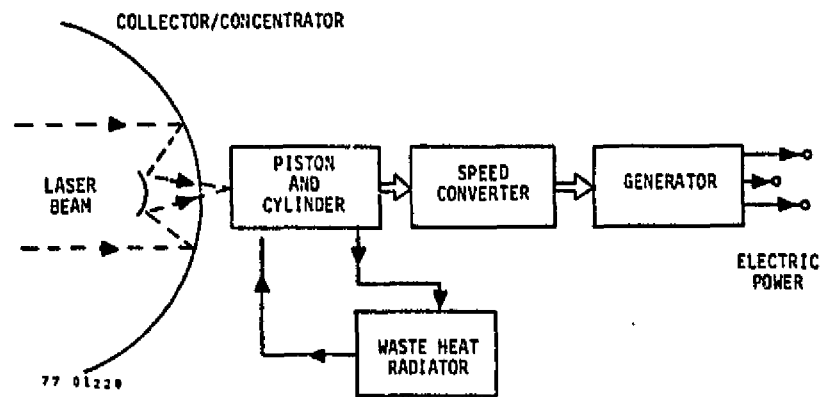 COLLECTOR/CONCENTRATOR
LASER
BEAM
PISTON
AND
CYLINDER
SPEED
CONVERTER
GENERATOR
ELECTRIC
POWER
WASTE HEAT
RADIATOR
77 01220